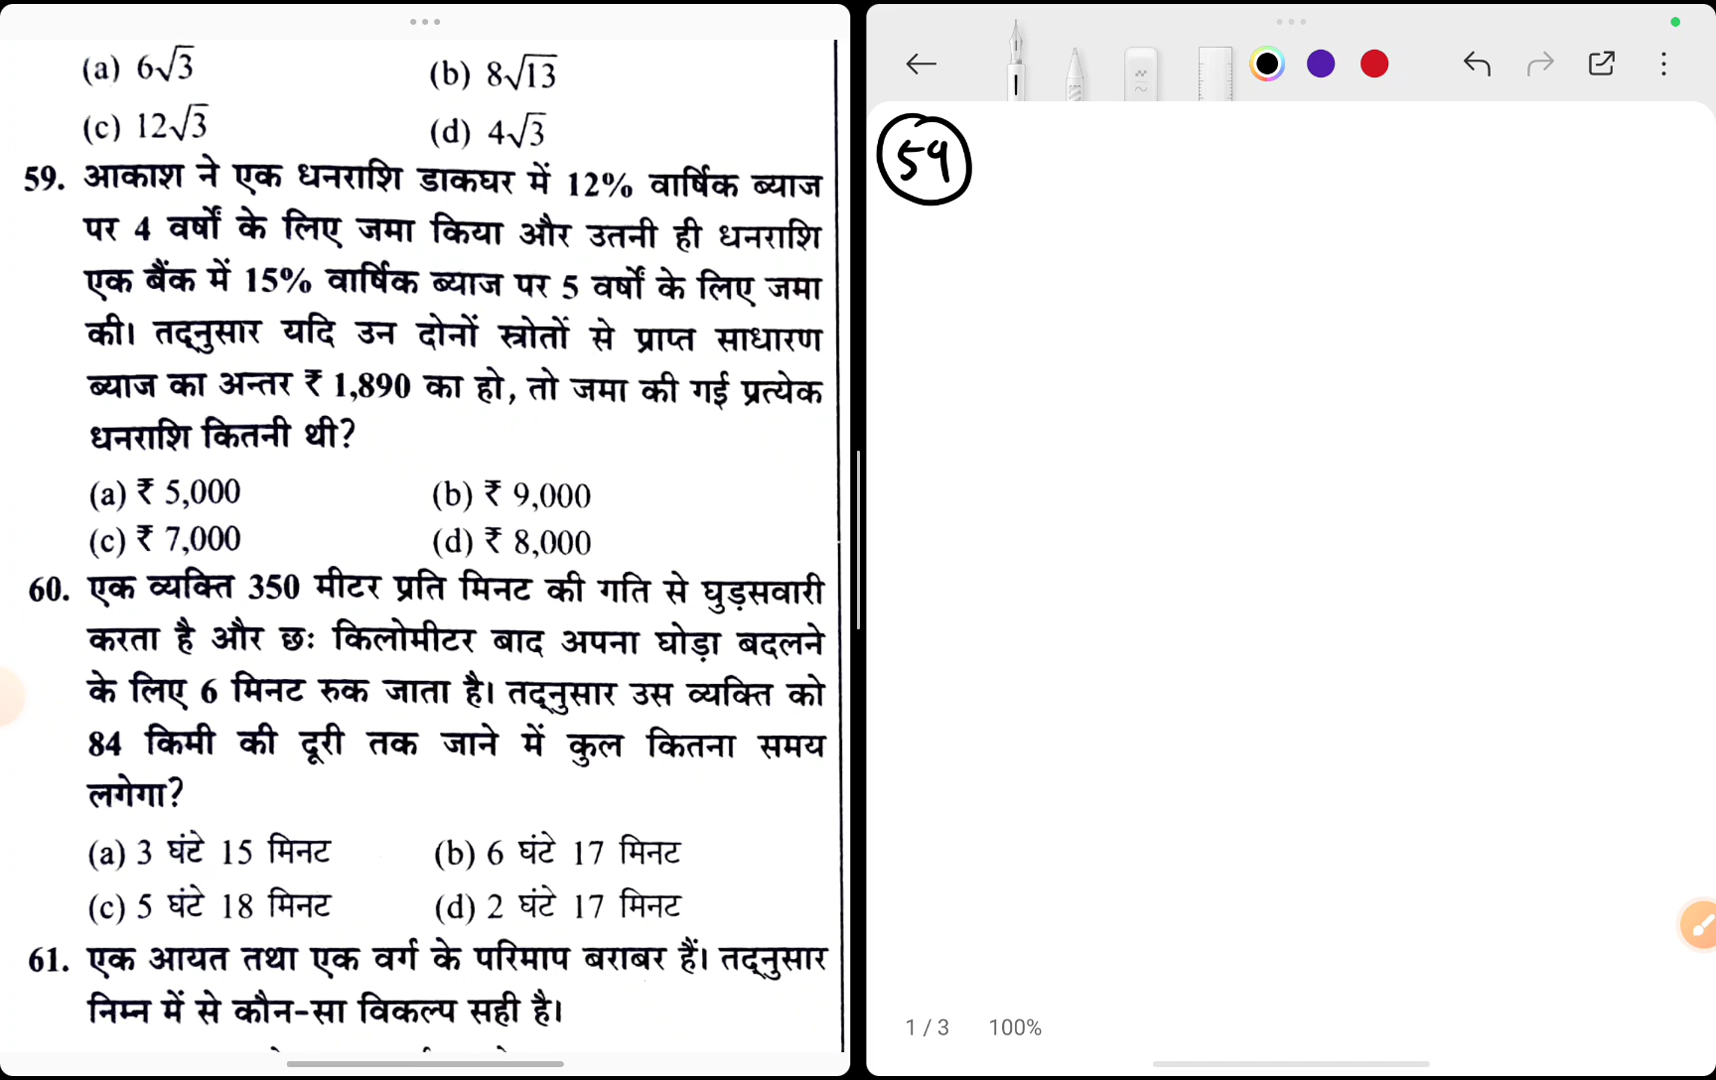 (a) 6√3 (b) 8√13
(c) 12√3 (d) 4√3
59. आकाश ने एक धनराशि डाकघर में 12% वार्षिक ब्याज
पर 4 वर्षों के लिए जमा किया और उतनी ही धनराशि
एक बैंक में 15% वार्षिक ब्याज पर 5 वर्षों के लिए जमा
की। तद्नुसार यदि उन दोनों स्त्रोतों से प्राप्त साधारण
ब्याज का अन्तर ₹ 1,890 का हो, तो जमा की गई प्रत्येक
धनराशि कितनी थी?
(a) ₹ 5,000 (b) ₹ 9,000
(c) ₹ 7,000 (d) ₹ 8,000
60. एक व्यक्ति 350 मीटर प्रति मिनट की गति से घुड़सवारी
करता है और छः किलोमीटर बाद अपना घोड़ा बदलने
के लिए 6 मिनट रुक जाता है। तद्नुसार उस व्यक्ति को
84 किमी की दूरी तक जाने में कुल कितना समय
लगेगा?
(a) 3 घंटे 15 मिनट (b) 6 घंटे 17 मिनट
(c) 5 घंटे 18 मिनट (d) 2 घंटे 17 मिनट
61. एक आयत तथा एक वर्ग के परिमाप बराबर हैं। तद्नुसार
निम्न में से कौन-सा विकल्प सही है।
59
1 / 3 100%